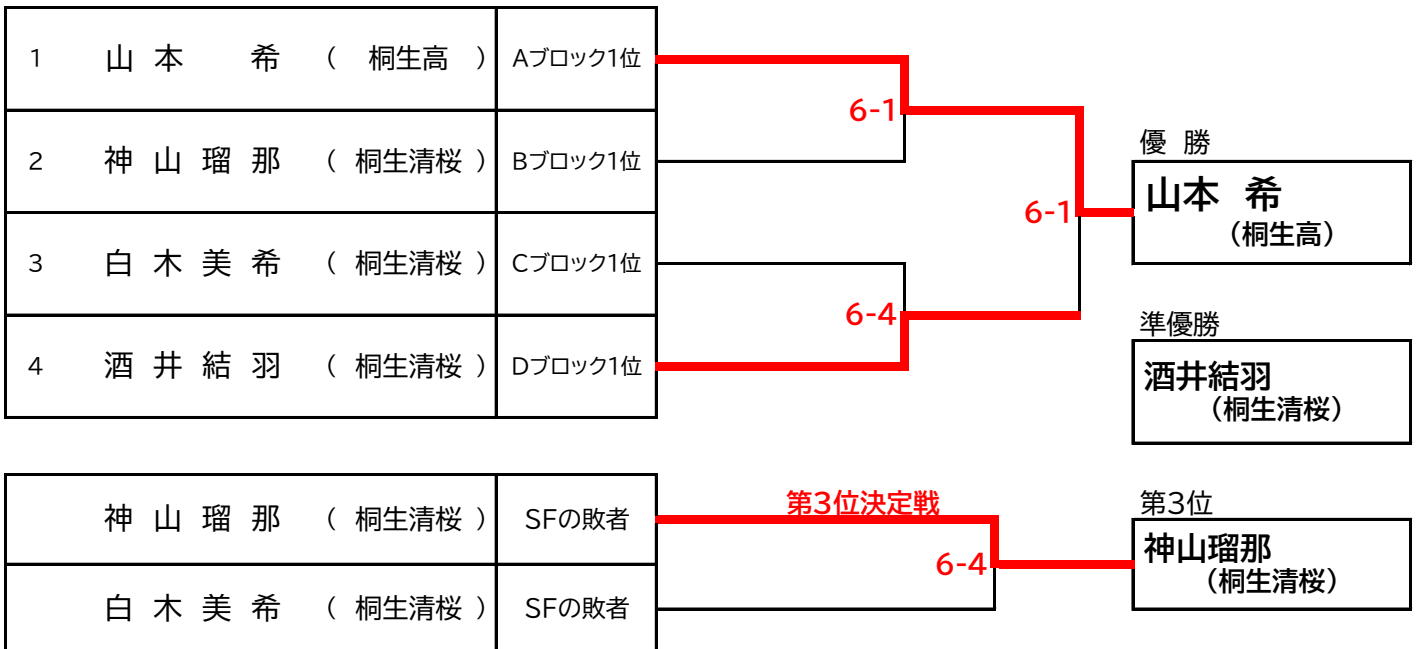 1 山本 希 ( 桐生高 ) Aブロック1位
6-1
2 神山瑠那 ( 桐生清桜 ) Bブロック1位
優 勝
山本 希
(桐生高)
6-1
3 白木美希 ( 桐生清桜 ) Cブロック1位
6-4
4 酒井結羽 ( 桐生清桜 ) Dブロック1位
準優勝
酒井結羽
(桐生清桜)
神山瑠那 ( 桐生清桜 ) SFの敗者
第3位決定戦
6-4
白木美希 ( 桐生清桜 ) SFの敗者
第3位
神山瑠那
(桐生清桜)